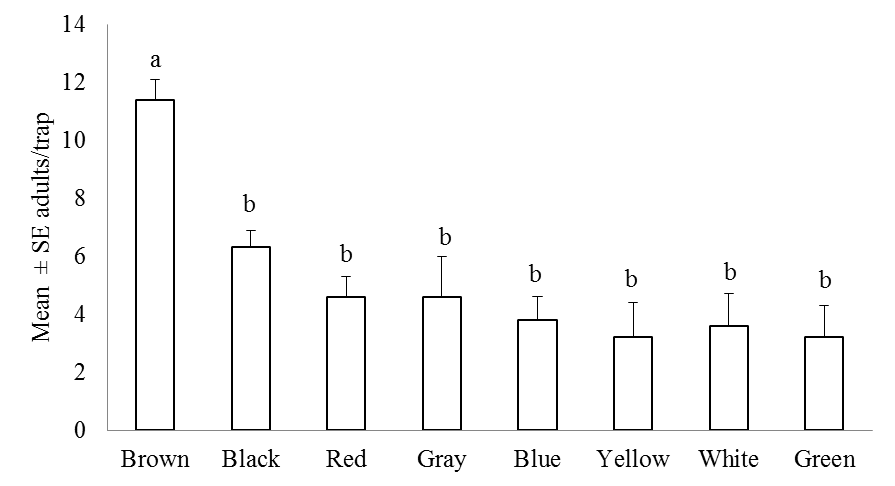 Mean ± SE adults/trap
14
12
10
8
6
4
2
0
a
b
b
b
b
b
b
b
Brown Black Red Gray Blue Yellow White Green